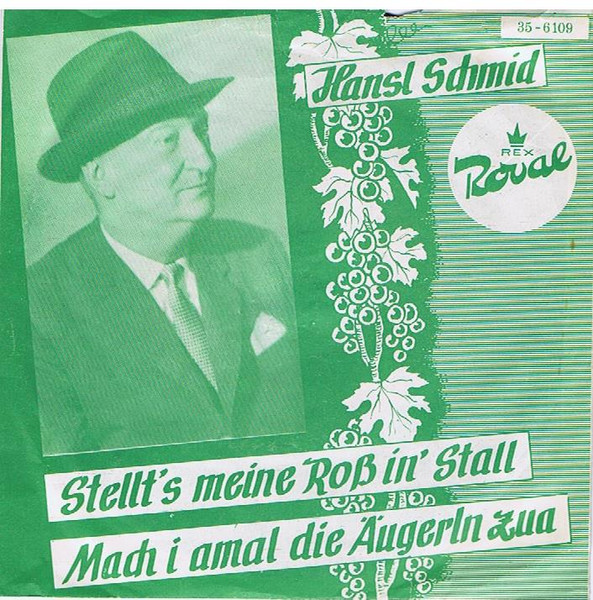 35-6109
Hansl Schmid
REX
Royal
Stellt's meine Roß in' Stall
Mach i amal die Äugerln zua